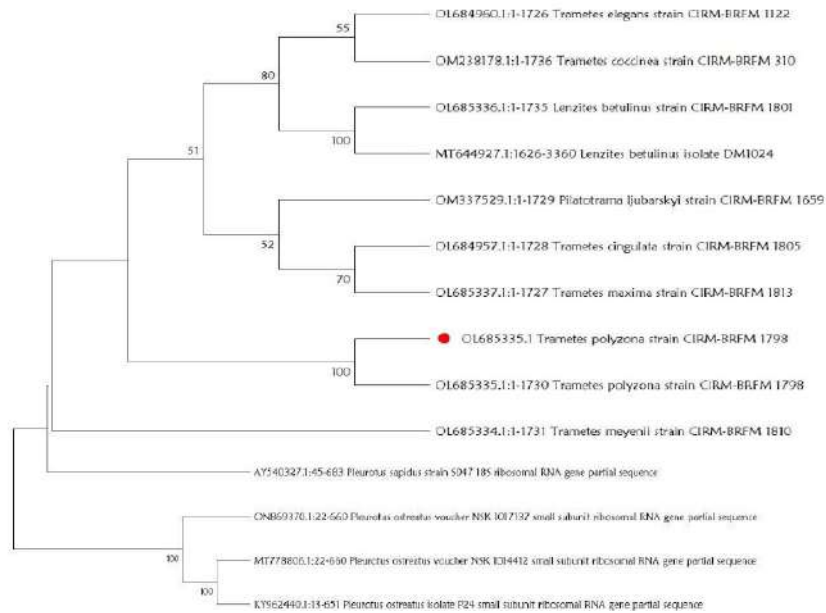 OL684960.1:1-1726 Trametes elegans strain CIRM-BRFM 1122
55
OM238178.1:1-1736 Trametes coccinea strain CIRM-BRFM 310
80
OL685336.1:1-1735 Lenzites betulinus strain CIRM-BRFM 1801
100
MT644927.1:1626-3360 Lenzites betulinus isolate DM1024
51
OM337529.1:1-1729 Pilatotrama ljubarskyi strain CIRM-BRFM 1659
52
OL684957.1:1-1728 Trametes cingulata strain CIRM-BRFM 1805
70
OL685337.1:1-1727 Trametes maxima strain CIRM-BRFM 1813
OL685335.1 Trametes polyzona strain CIRM-BRFM 1798
100
OL685335.1:1-1730 Trametes polyzona strain CIRM-BRFM 1798
OL685334.1:1-1731 Trametes meyenii strain CIRM-BRFM 1810
AY540327.1:45-683 Pleurotus sapidus strain S047 18S ribosomal RNA gene partial sequence
ON869370.1:22-660 Pleurotus ostreatus voucher NSK 1017137 small subunit ribosomal RNA gene partial sequence
100
MT778806.1:22-660 Pleurotus ostreatus voucher NSK 1014412 small subunit ribosomal RNA gene partial sequence
100
KY962440.1:13-651 Pleurotus ostreatus isolate P24 small subunit ribosomal RNA gene partial sequence